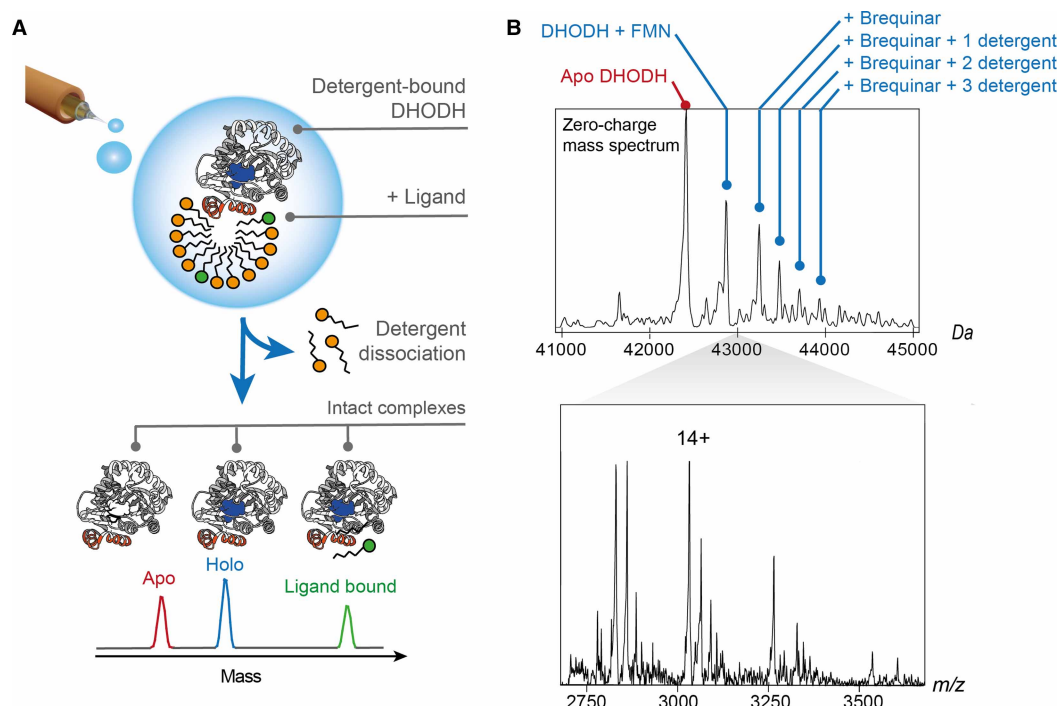 A
Detergent-bound
DHODH
+ Ligand
Detergent
dissociation
Intact complexes
Apo
Holo
Ligand bound
Mass
B
DHODH + FMN
Apo DHODH
+ Brequinar
+ Brequinar + 1 detergent
+ Brequinar + 2 detergent
+ Brequinar + 3 detergent
Zero-charge
mass spectrum
41000 42000 43000 44000 45000 Da
14+
2750 3000 3250 3500 m/z